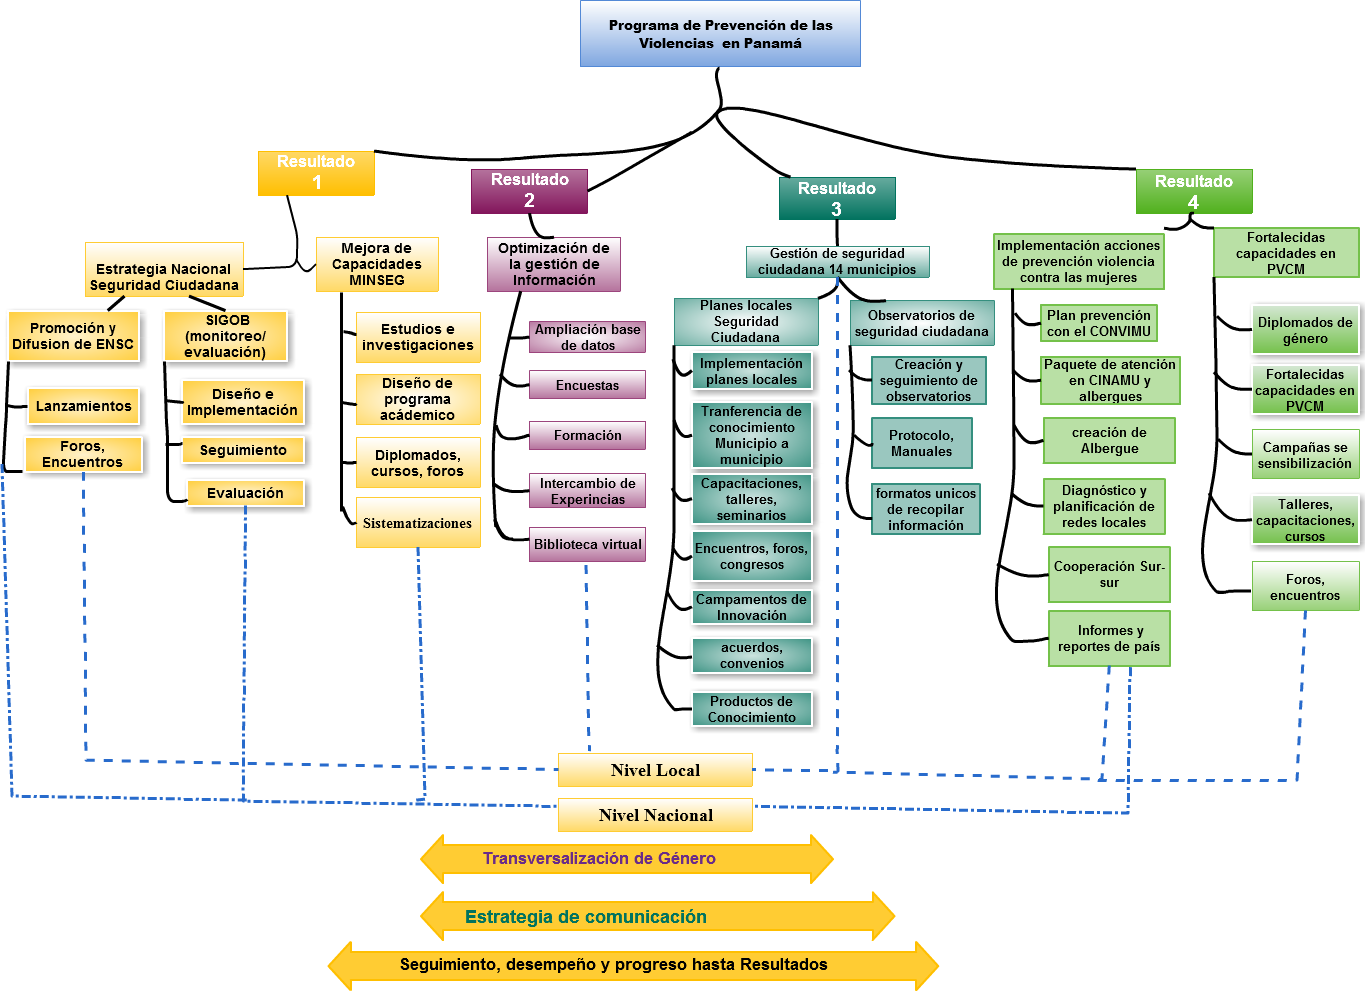 Programa de Prevención de las
Violencias en Panamá
Resultado
1
Resultado
2
Resultado
3
Resultado
4
Estrategia Nacional
Seguridad Ciudadana
Mejora de
Capacidades
MINSEG
Promoción y
Difusion de ENSC
Lanzamientos
Foros,
Encuentros
SIGOB
(monitoreo/
evaluación)
Diseño e
Implementación
Seguimiento
Evaluación
Estudios e
investigaciones
Diseño de
programa
acádemico
Diplomados,
cursos, foros
Sistematizaciones
Optimización de
la gestión de
Información
Ampliación base
de datos
Encuestas
Formación
Intercambio de
Experincias
Biblioteca virtual
Gestión de seguridad
ciudadana 14 municipios
Planes locales
Seguridad
Ciudadana
Implementación
planes locales
Tranferencia de
conocimiento
Municipio a
municipio
Capacitaciones,
talleres,
seminarios
Encuentros, foros,
congresos
Campamentos de
Innovación
acuerdos,
convenios
Productos de
Conocimiento
Observatorios de
seguridad ciudadana
Creación y
seguimiento de
observatorios
Protocolo,
Manuales
formatos unicos
de recopilar
información
Implementación acciones
de prevención violencia
contra las mujeres
Plan prevención
con el CONVIMU
Paquete de atención
en CINAMU y
albergues
creación de
Albergue
Diagnóstico y
planificación de
redes locales
Cooperación Sur-
sur
Informes y
reportes de país
Fortalecidas
capacidades en
PVCM
Diplomados de
género
Fortalecidas
capacidades en
PVCM
Campañas se
sensibilización
Talleres,
capacitaciones,
cursos
Foros,
encuentros
Nivel Local
Nivel Nacional
Transversalización de Género
Estrategia de comunicación
Seguimiento, desempeño y progreso hasta Resultados